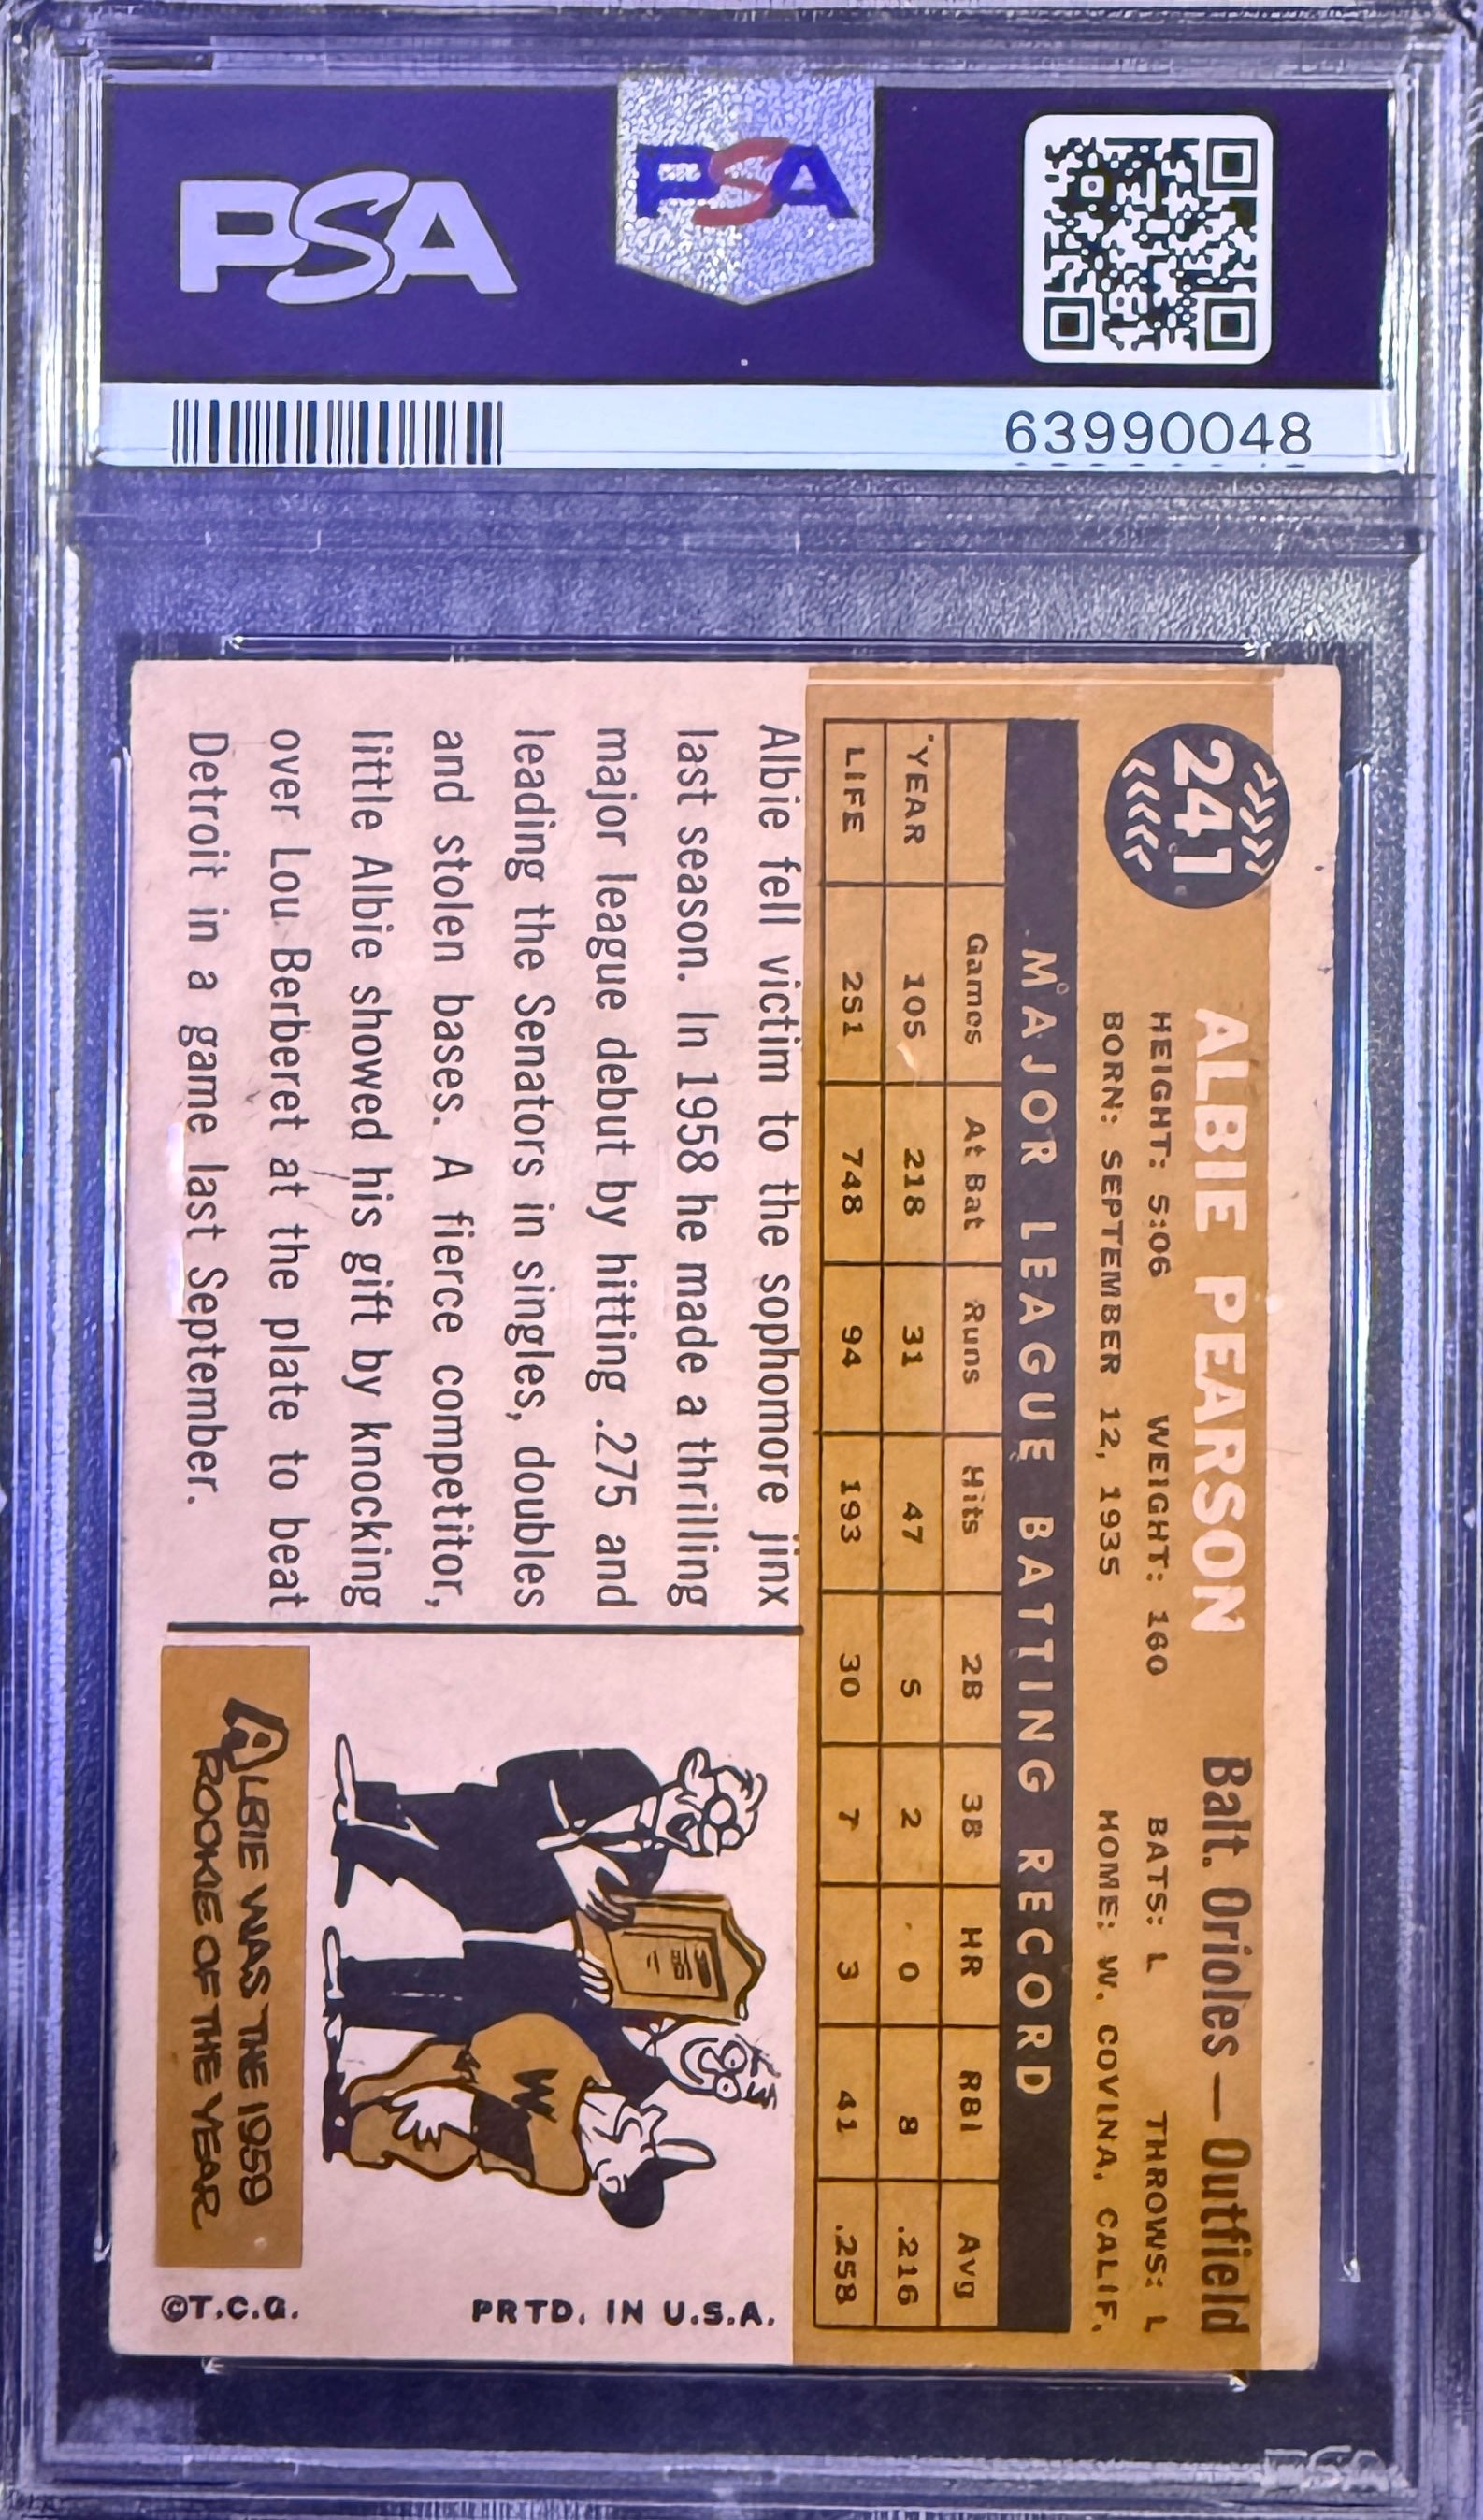 PSA
PSA
63990048
241
ALBIE PEARSON
Balt. Orioles — Outfield
HEIGHT: 5:06 WEIGHT: 160 BATS: L THROWS: L
BORN: SEPTEMBER 12, 1935 HOME: W. COVINA, CALIF.
MAJOR LEAGUE BATTING RECORD
Games At Bat Runs Hits 2B 3B HR RBI Avg
YEAR 105 218 31 47 5 2 0 8 .216
LIFE 251 748 94 193 30 7 3 41 .258
Albie fell victim to the sophomore jinx
last season. In 1958 he made a thrilling
major league debut by hitting .275 and
leading the Senators in singles, doubles
and stolen bases. A fierce competitor,
little Albie showed his gift by knocking
over Lou Berberet at the plate to beat
Detroit in a game last September.
W
ALBIE WAS THE 1958
ROOKIE OF THE YEAR
PRTD. IN U.S.A.
©T.C.G.
PSA